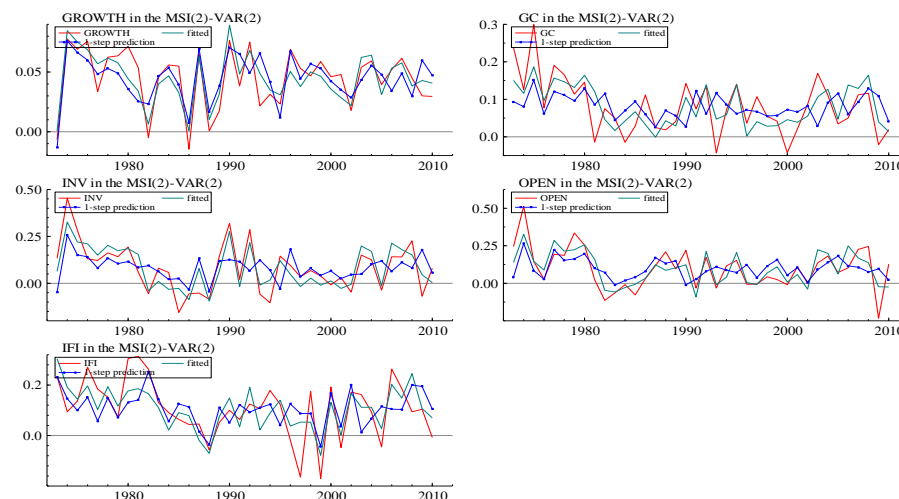 GROWTH in the MSI(2)-VAR(2)
GROWTH fitted
1-step prediction
0.05
0.00
1980 1990 2000 2010
GC in the MSI(2)-VAR(2)
GC fitted
1-step prediction
0.3
0.2
0.1
0.0
1980 1990 2000 2010
INV in the MSI(2)-VAR(2)
INV fitted
1-step prediction
0.50
0.25
0.00
1980 1990 2000 2010
OPEN in the MSI(2)-VAR(2)
OPEN fitted
1-step prediction
0.50
0.25
0.00
1980 1990 2000 2010
IFI in the MSI(2)-VAR(2)
IFI fitted
1-step prediction
0.2
0.0
1980 1990 2000 2010